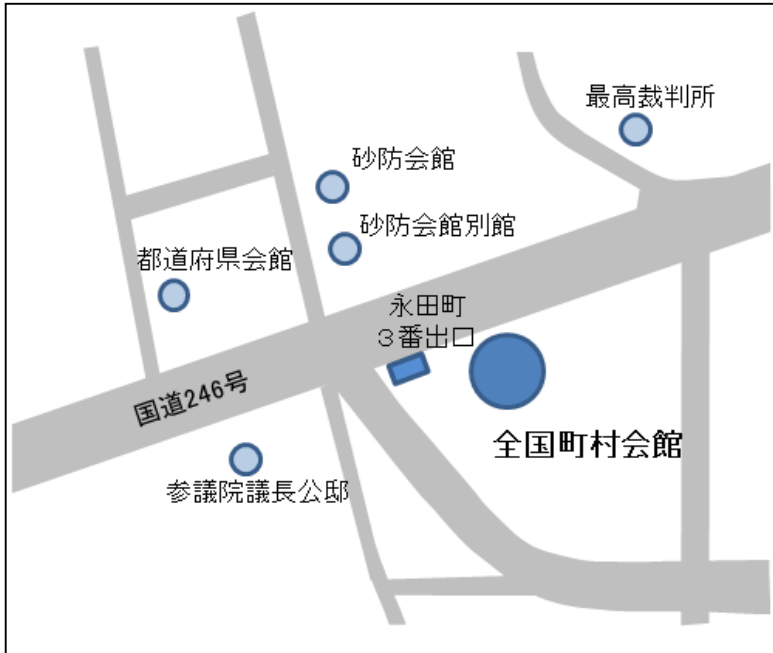 最高裁判所
砂防会館
砂防会館別館
都道府県会館
永田町
３番出口
国道246号
全国町村会館
参議院議長公邸